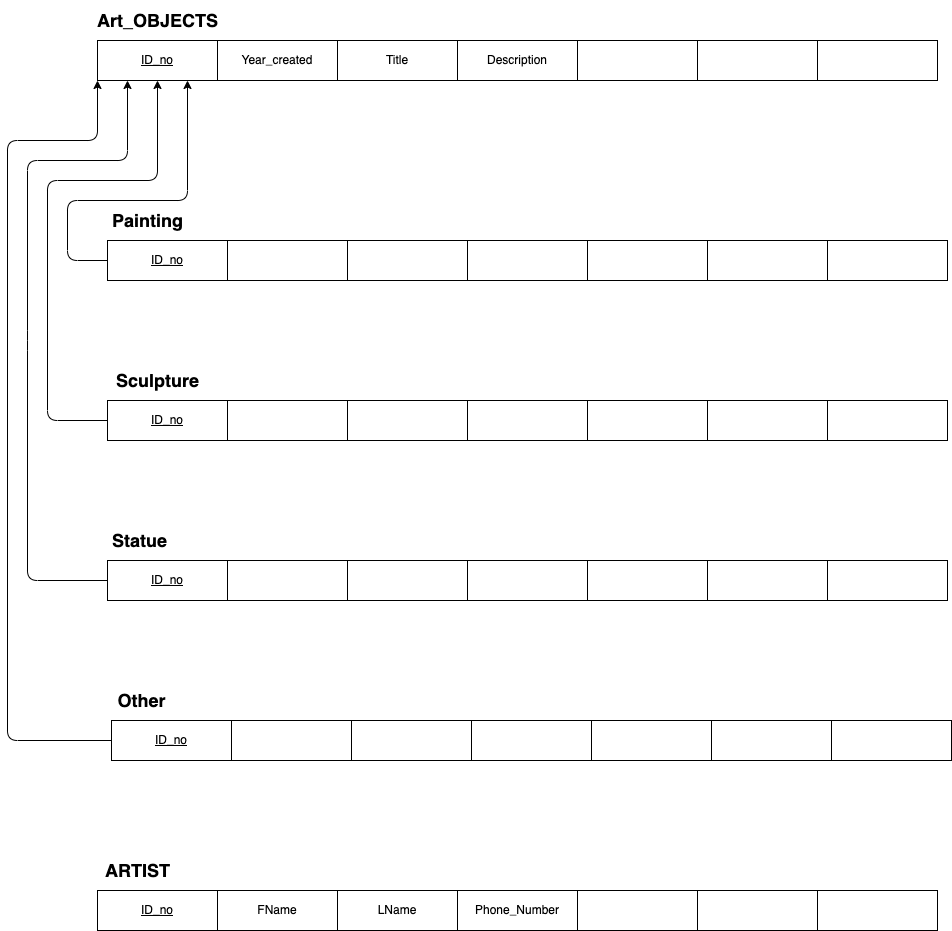 Art_OBJECTS
ID_no Year_created Title Description
Painting
ID_no
Sculpture
ID_no
Statue
ID_no
Other
ID_no
ARTIST
ID_no FName LName Phone_Number